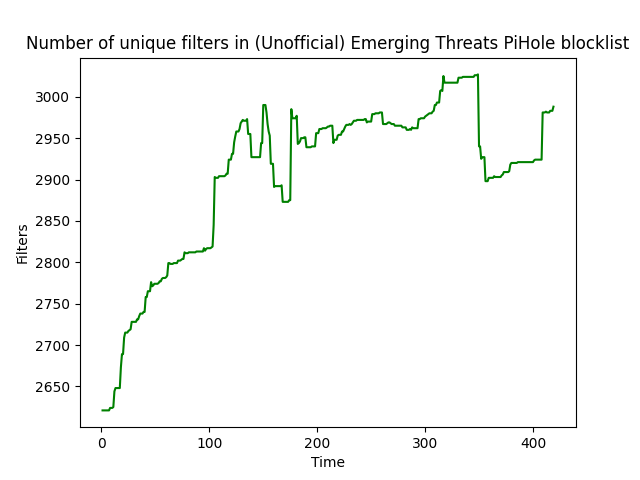 Number of unique filters in (Unofficial) Emerging Threats PiHole blocklist
3000
2950
2900
2850
2800
2750
2700
2650
Filters
0 100 200 300 400
Time